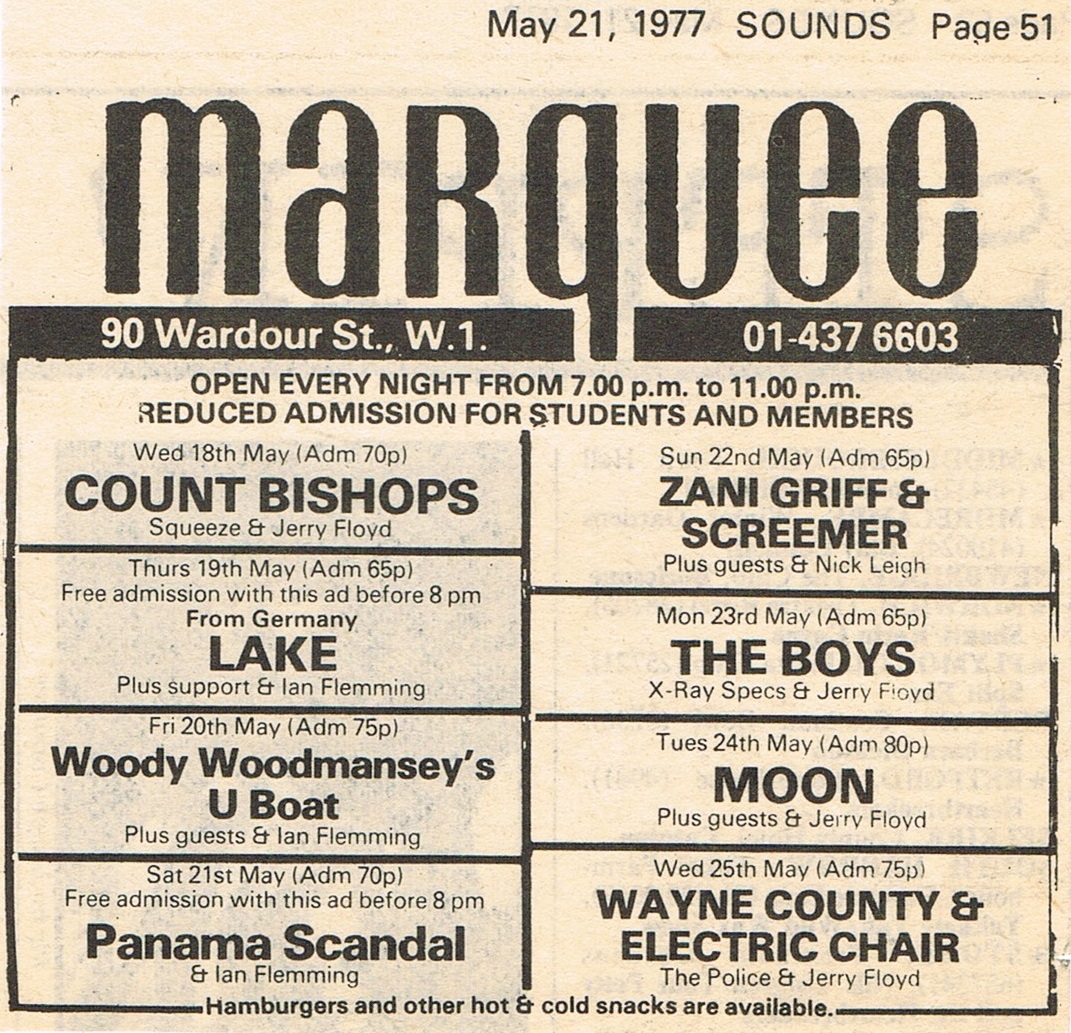 May 21, 1977 SOUNDS Page 51
marquee
90 Wardour St., W.1.
01-437 6603
OPEN EVERY NIGHT FROM 7.00 p.m. to 11.00 p.m.
REDUCED ADMISSION FOR STUDENTS AND MEMBERS
Wed 18th May (Adm 70p)
COUNT BISHOPS
Squeeze & Jerry Floyd
Thurs 19th May (Adm 65p)
Free admission with this ad before 8 pm
From Germany
LAKE
Plus support & Ian Flemming
Fri 20th May (Adm 75p)
Woody Woodmansey's
U Boat
Plus guests & Ian Flemming
Sat 21st May (Adm 70p)
Free admission with this ad before 8 pm
Panama Scandal
& Ian Flemming
Sun 22nd May (Adm 65p)
ZANI GRIFF &
SCREEMER
Plus guests & Nick Leigh
Mon 23rd May (Adm 65p)
THE BOYS
X-Ray Specs & Jerry Floyd
Tues 24th May (Adm 80p)
MOON
Plus guests & Jerry Floyd
Wed 25th May (Adm 75p)
WAYNE COUNTY &
ELECTRIC CHAIR
The Police & Jerry Floyd
Hamburgers and other hot & cold snacks are available.